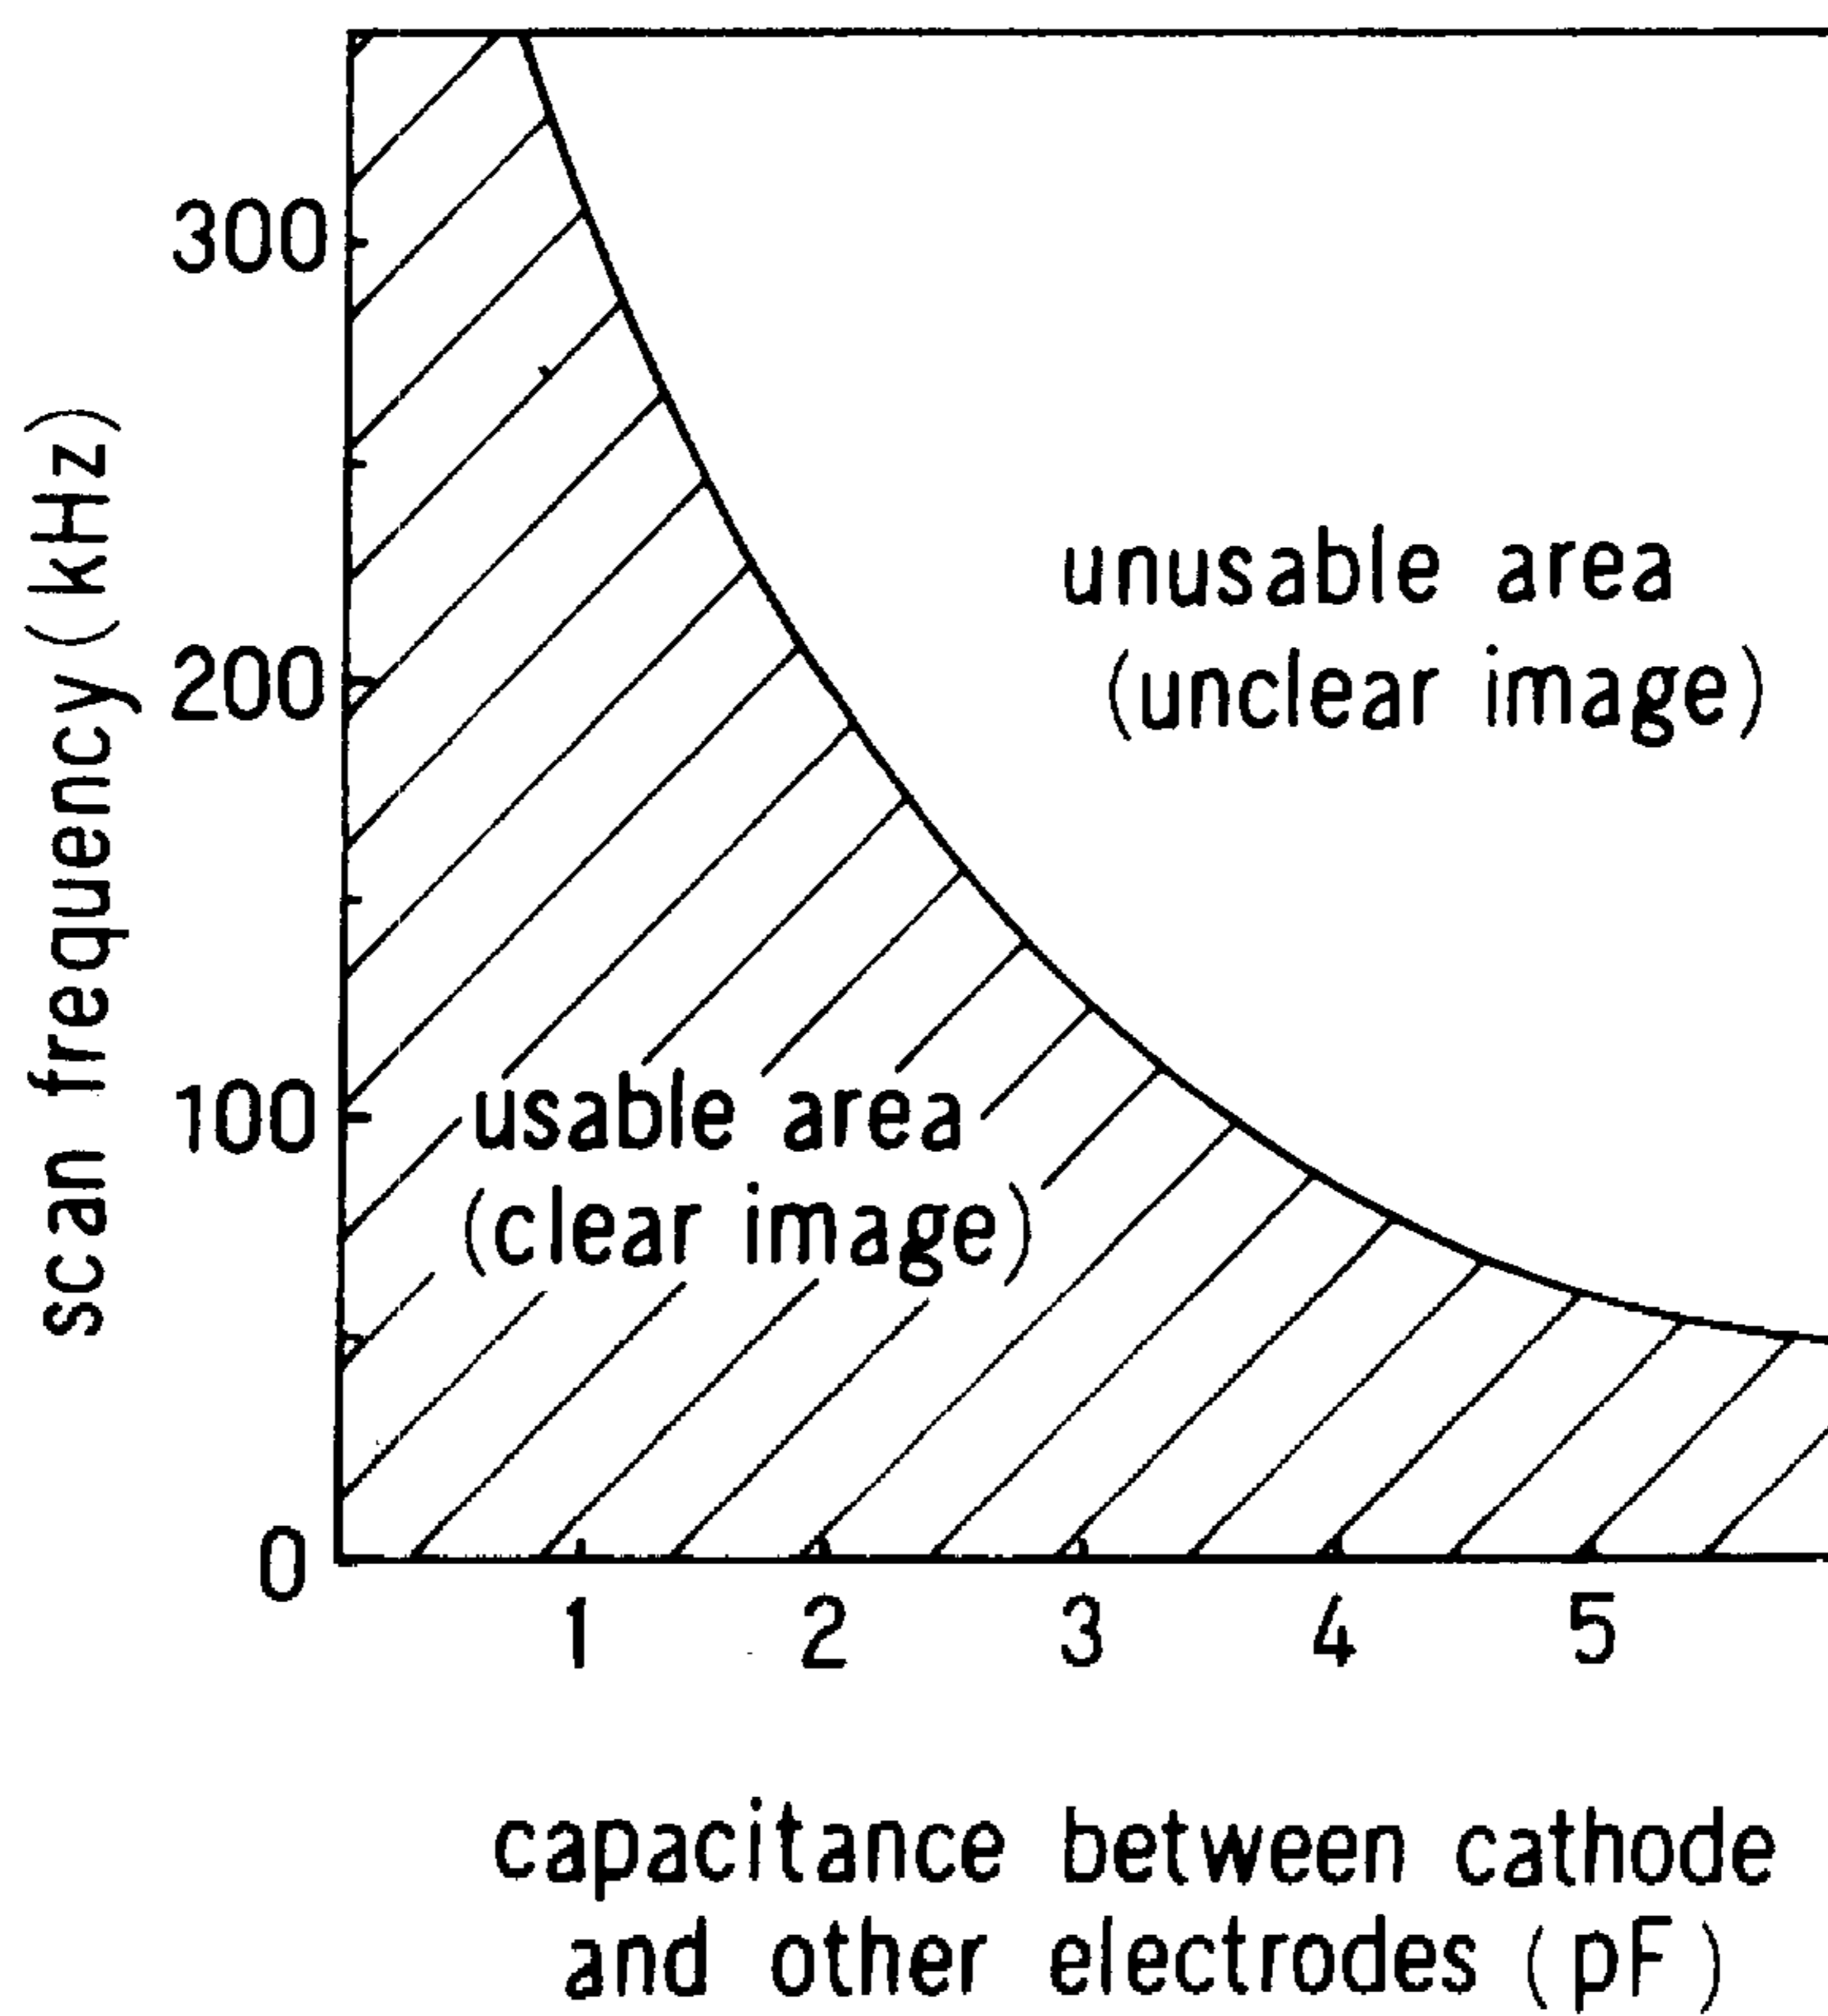 300
200
100
0
scan frequency (kHz)
unusable area
(unclear image)
usable area
(clear image)
1 2 3 4 5
capacitance between cathode
and other electrodes (pF)